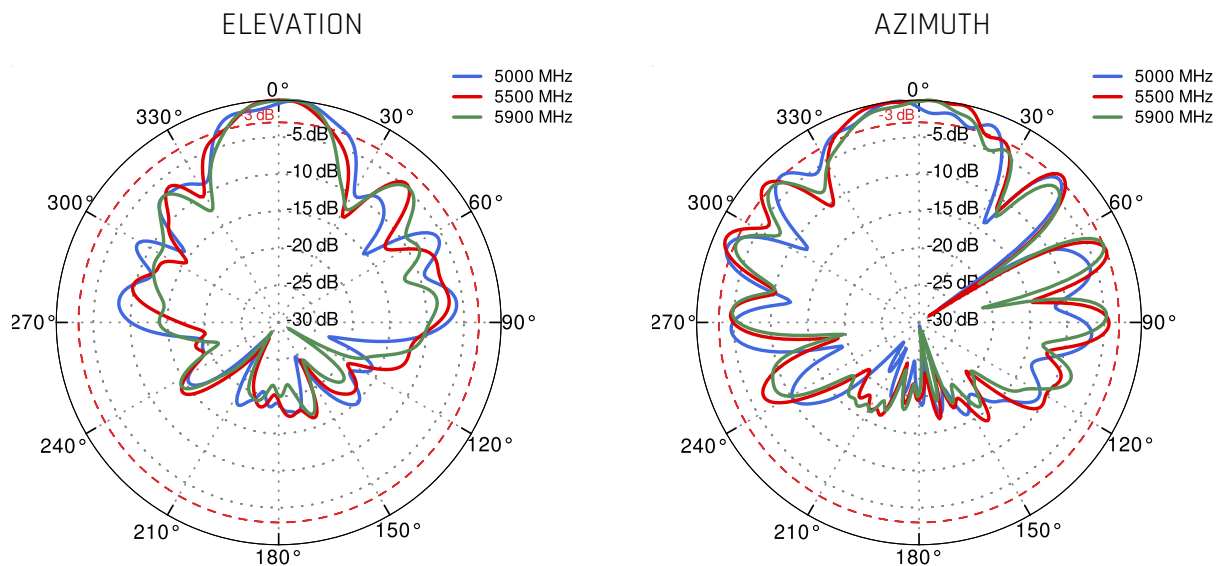 ELEVATION
5000 MHz
5500 MHz
5900 MHz
0°
30°
60°
90°
120°
150°
180°
210°
240°
270°
300°
330°
-3 dB
-5 dB
-10 dB
-15 dB
-20 dB
-25 dB
-30 dB
AZIMUTH
5000 MHz
5500 MHz
5900 MHz
0°
30°
60°
90°
120°
150°
180°
210°
240°
270°
300°
330°
-3 dB
-5 dB
-10 dB
-15 dB
-20 dB
-25 dB
-30 dB